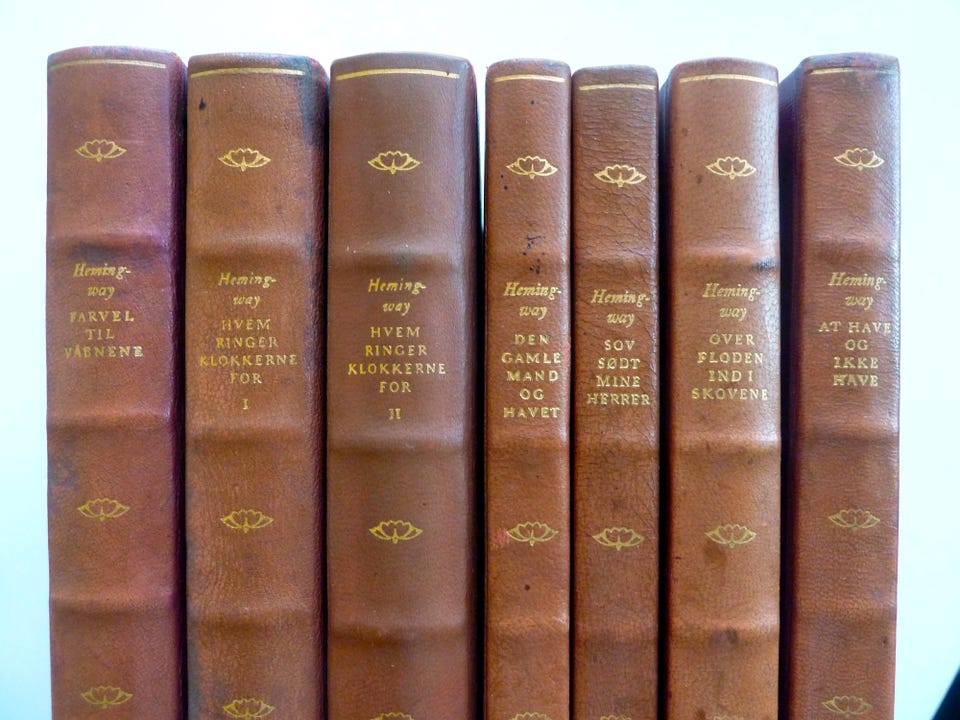 Heming-
way
FARVEL
TIL
VÅBNENE
Heming-
way
HVEM
RINGER
KLOKKERNE
FOR
I
Heming-
way
HVEM
RINGER
KLOKKERNE
FOR
II
Heming-
way
DEN
GAMLE
MAND
OG
HAVET
Heming-
way
SOV
SØDT
MINE
HERRER
Heming-
way
OVER
FLODEN
IND I
SKOVENE
Heming-
way
AT HAVE
OG
IKKE
HAVE